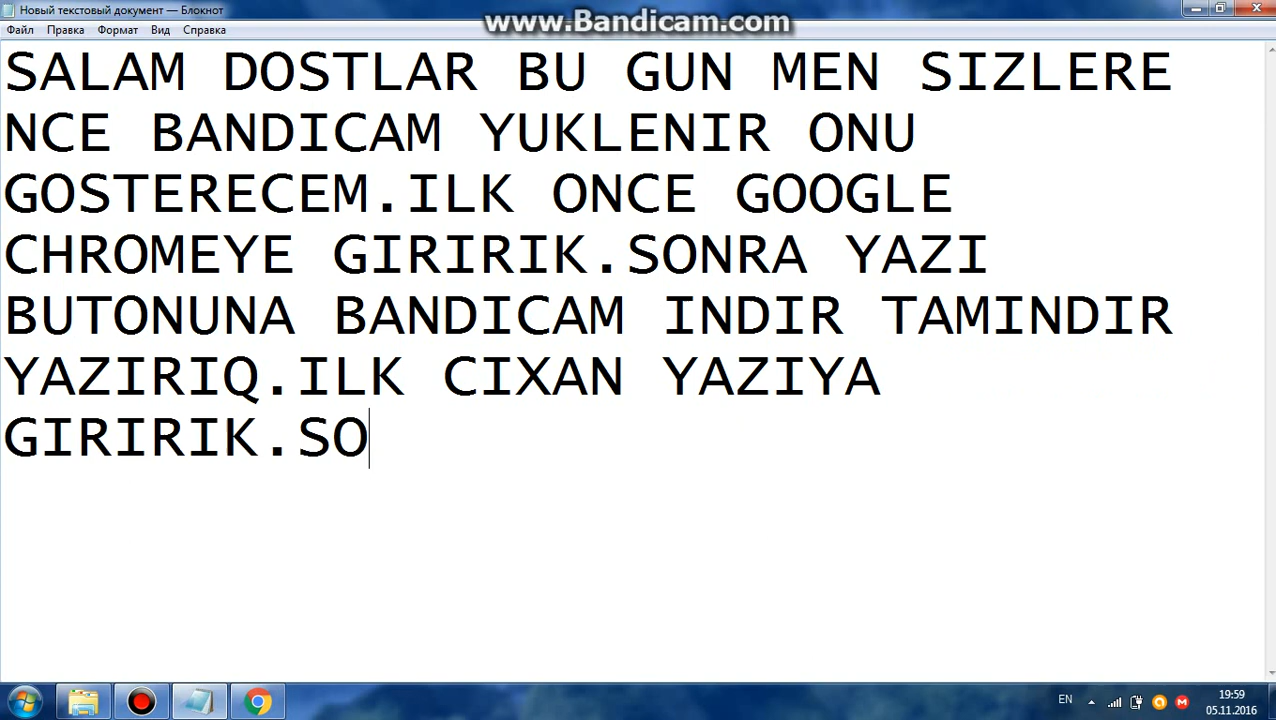 Новый текстовый документ — Блокнот
www.Bandicam.com
Файл Правка Формат Вид Справка
SALAM DOSTLAR BU GUN MEN SIZLERE
NCE BANDICAM YUKLENIR ONU
GOSTERECEM.ILK ONCE GOOGLE
CHROMEYE GIRIRIK.SONRA YAZI
BUTONUNA BANDICAM INDIR TAMINDIR
YAZIRIQ.ILK CIXAN YAZIYA
GIRIRIK.SO
EN
19:59
05.11.2016